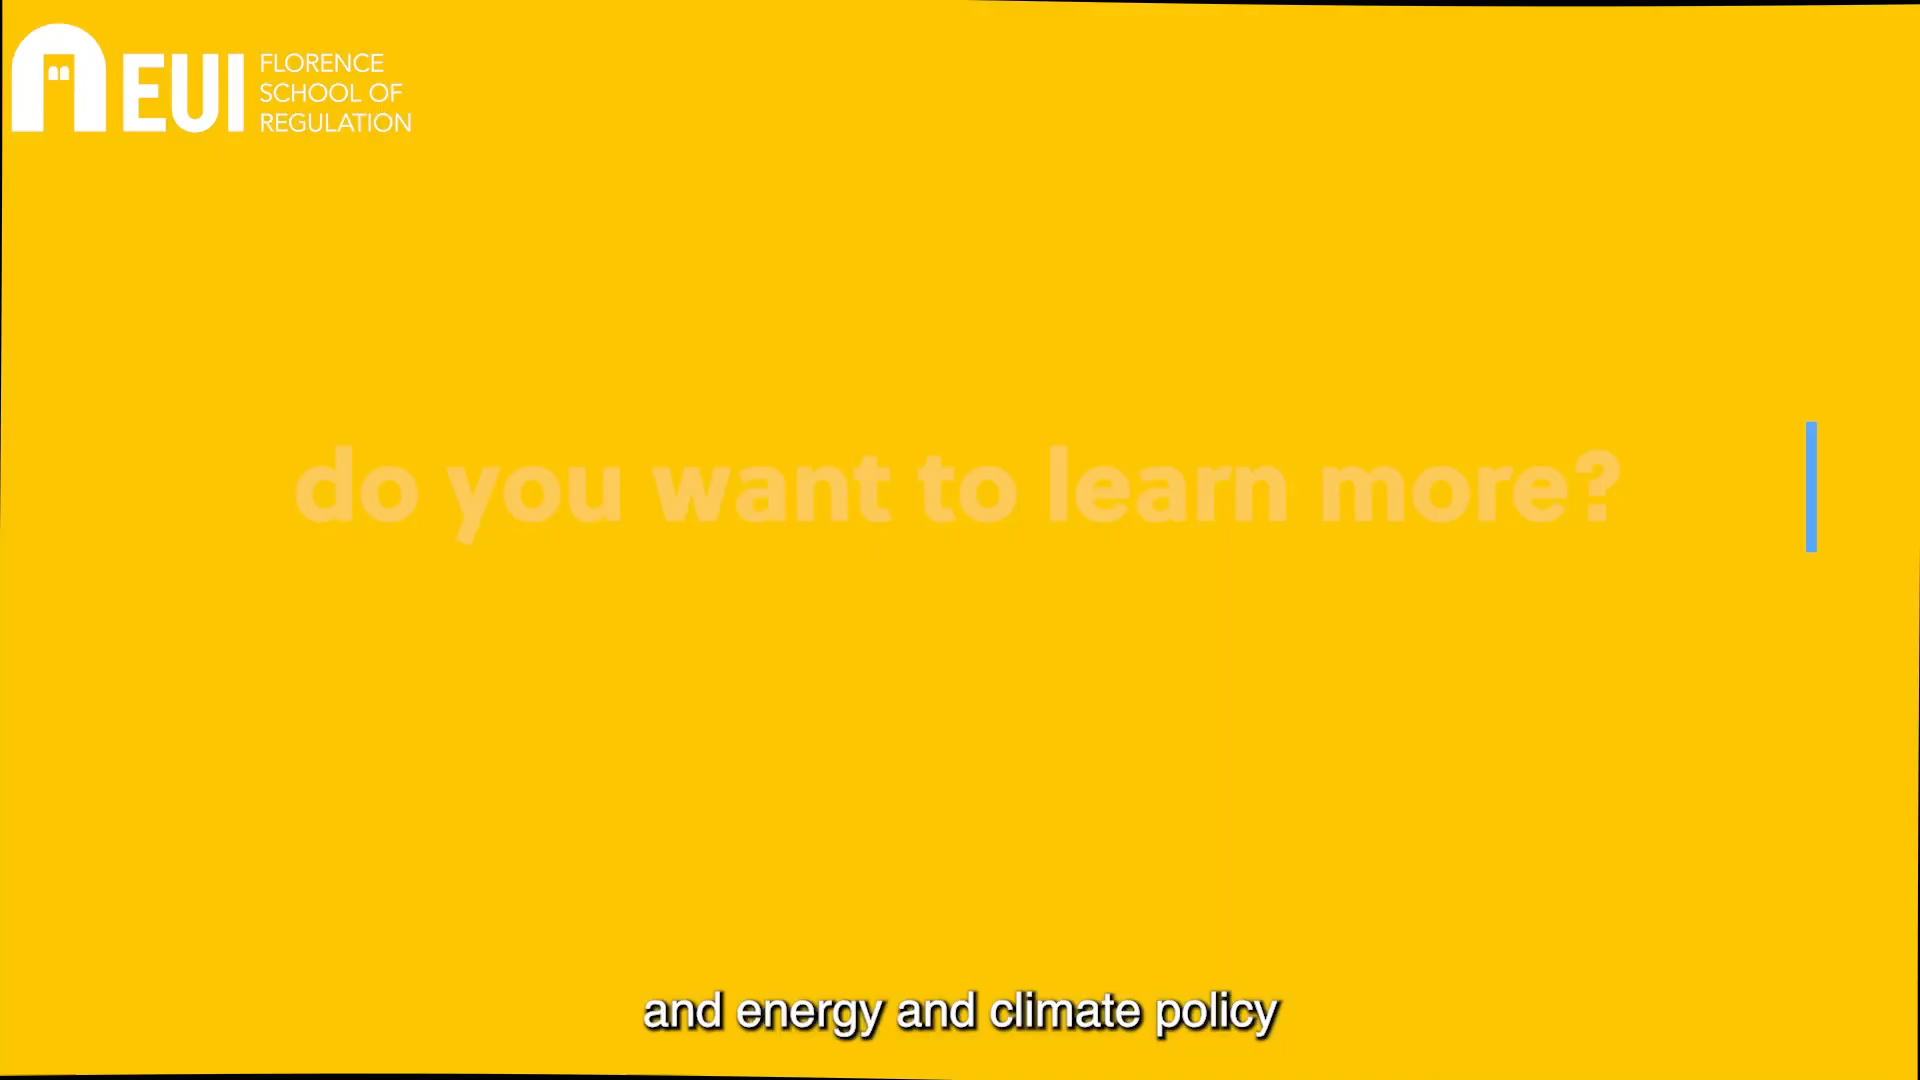 EUI
FLORENCE
SCHOOL OF
REGULATION
do you want to learn more?
and energy and climate policy